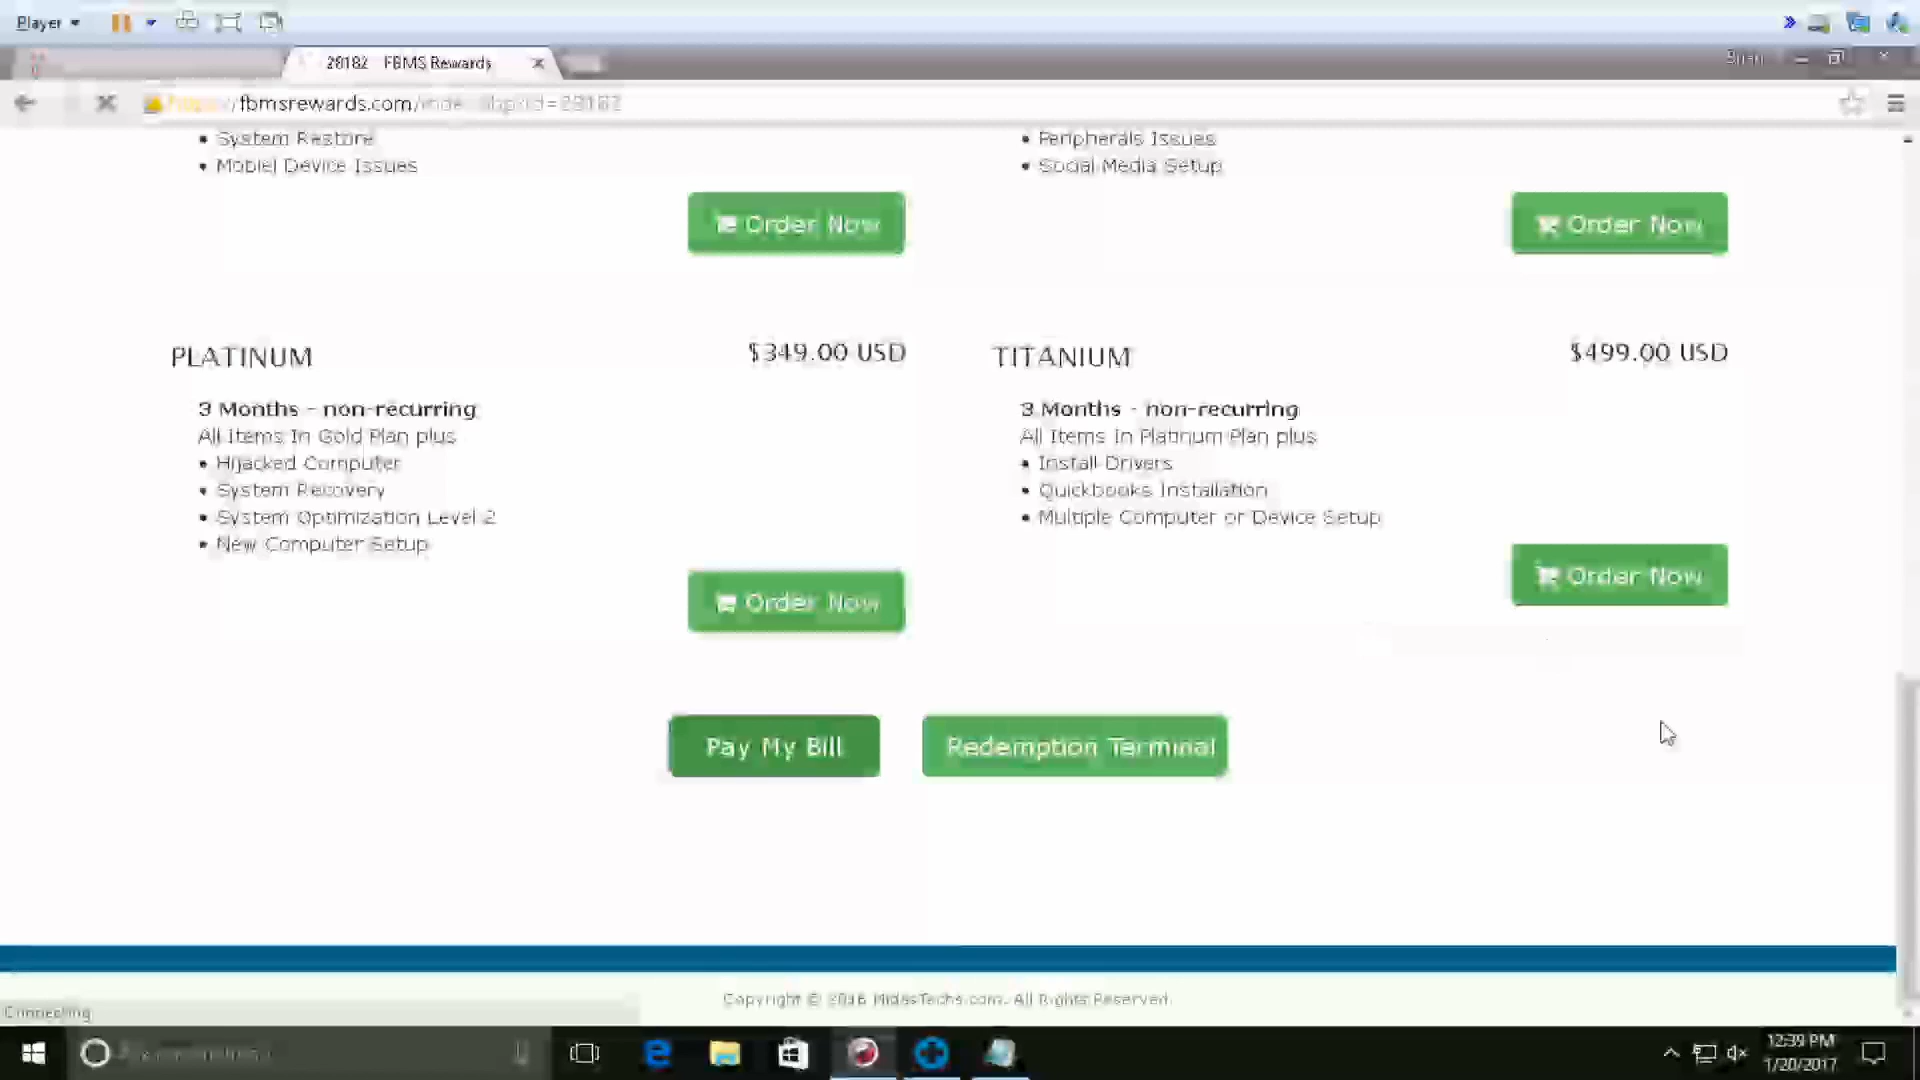 Player
28182 FBMS Rewards
fbmsrewards.com/
System Restore
Mobiel Device Issues
Order Now
Peripherals Issues
Social Media Setup
Order Now
PLATINUM
$349.00 USD
3 Months - non-recurring
All Items In Gold Plan plus
Hijacked Computer
System Recovery
System Optimization Level 2
New Computer Setup
Order Now
TITANIUM
$499.00 USD
3 Months - non-recurring
All Items In Platinum Plan plus
Install Drivers
Quickbooks Installation
Multiple Computer or Device Setup
Order Now
Pay My Bill
Redemption Terminal
Copyright © 2016 MidasTechs.com. All Rights Reserved.
Connecting
12:39 PM
1/20/2017